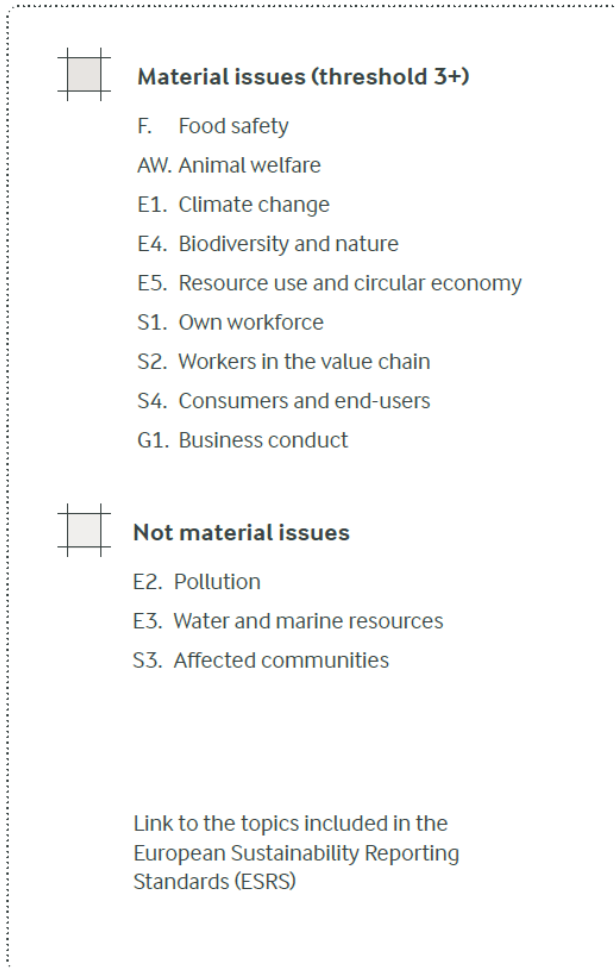 Material issues (threshold 3+)
F. Food safety
AW. Animal welfare
E1. Climate change
E4. Biodiversity and nature
E5. Resource use and circular economy
S1. Own workforce
S2. Workers in the value chain
S4. Consumers and end-users
G1. Business conduct
Not material issues
E2. Pollution
E3. Water and marine resources
S3. Affected communities
Link to the topics included in the
European Sustainability Reporting
Standards (ESRS)